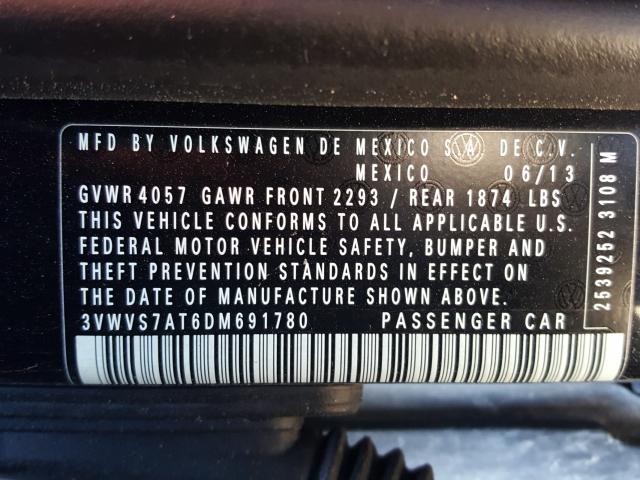 MFD BY VOLKSWAGEN DE MEXICO S.A. DE C.V.
MEXICO 06/13
GVWR 4057 GAWR FRONT 2293 / REAR 1874 LBS
THIS VEHICLE CONFORMS TO ALL APPLICABLE U.S.
FEDERAL MOTOR VEHICLE SAFETY, BUMPER AND
THEFT PREVENTION STANDARDS IN EFFECT ON
THE DATE OF MANUFACTURE SHOWN ABOVE.
3VWVS7AT6DM691780 PASSENGER CAR
2539252 3108 M